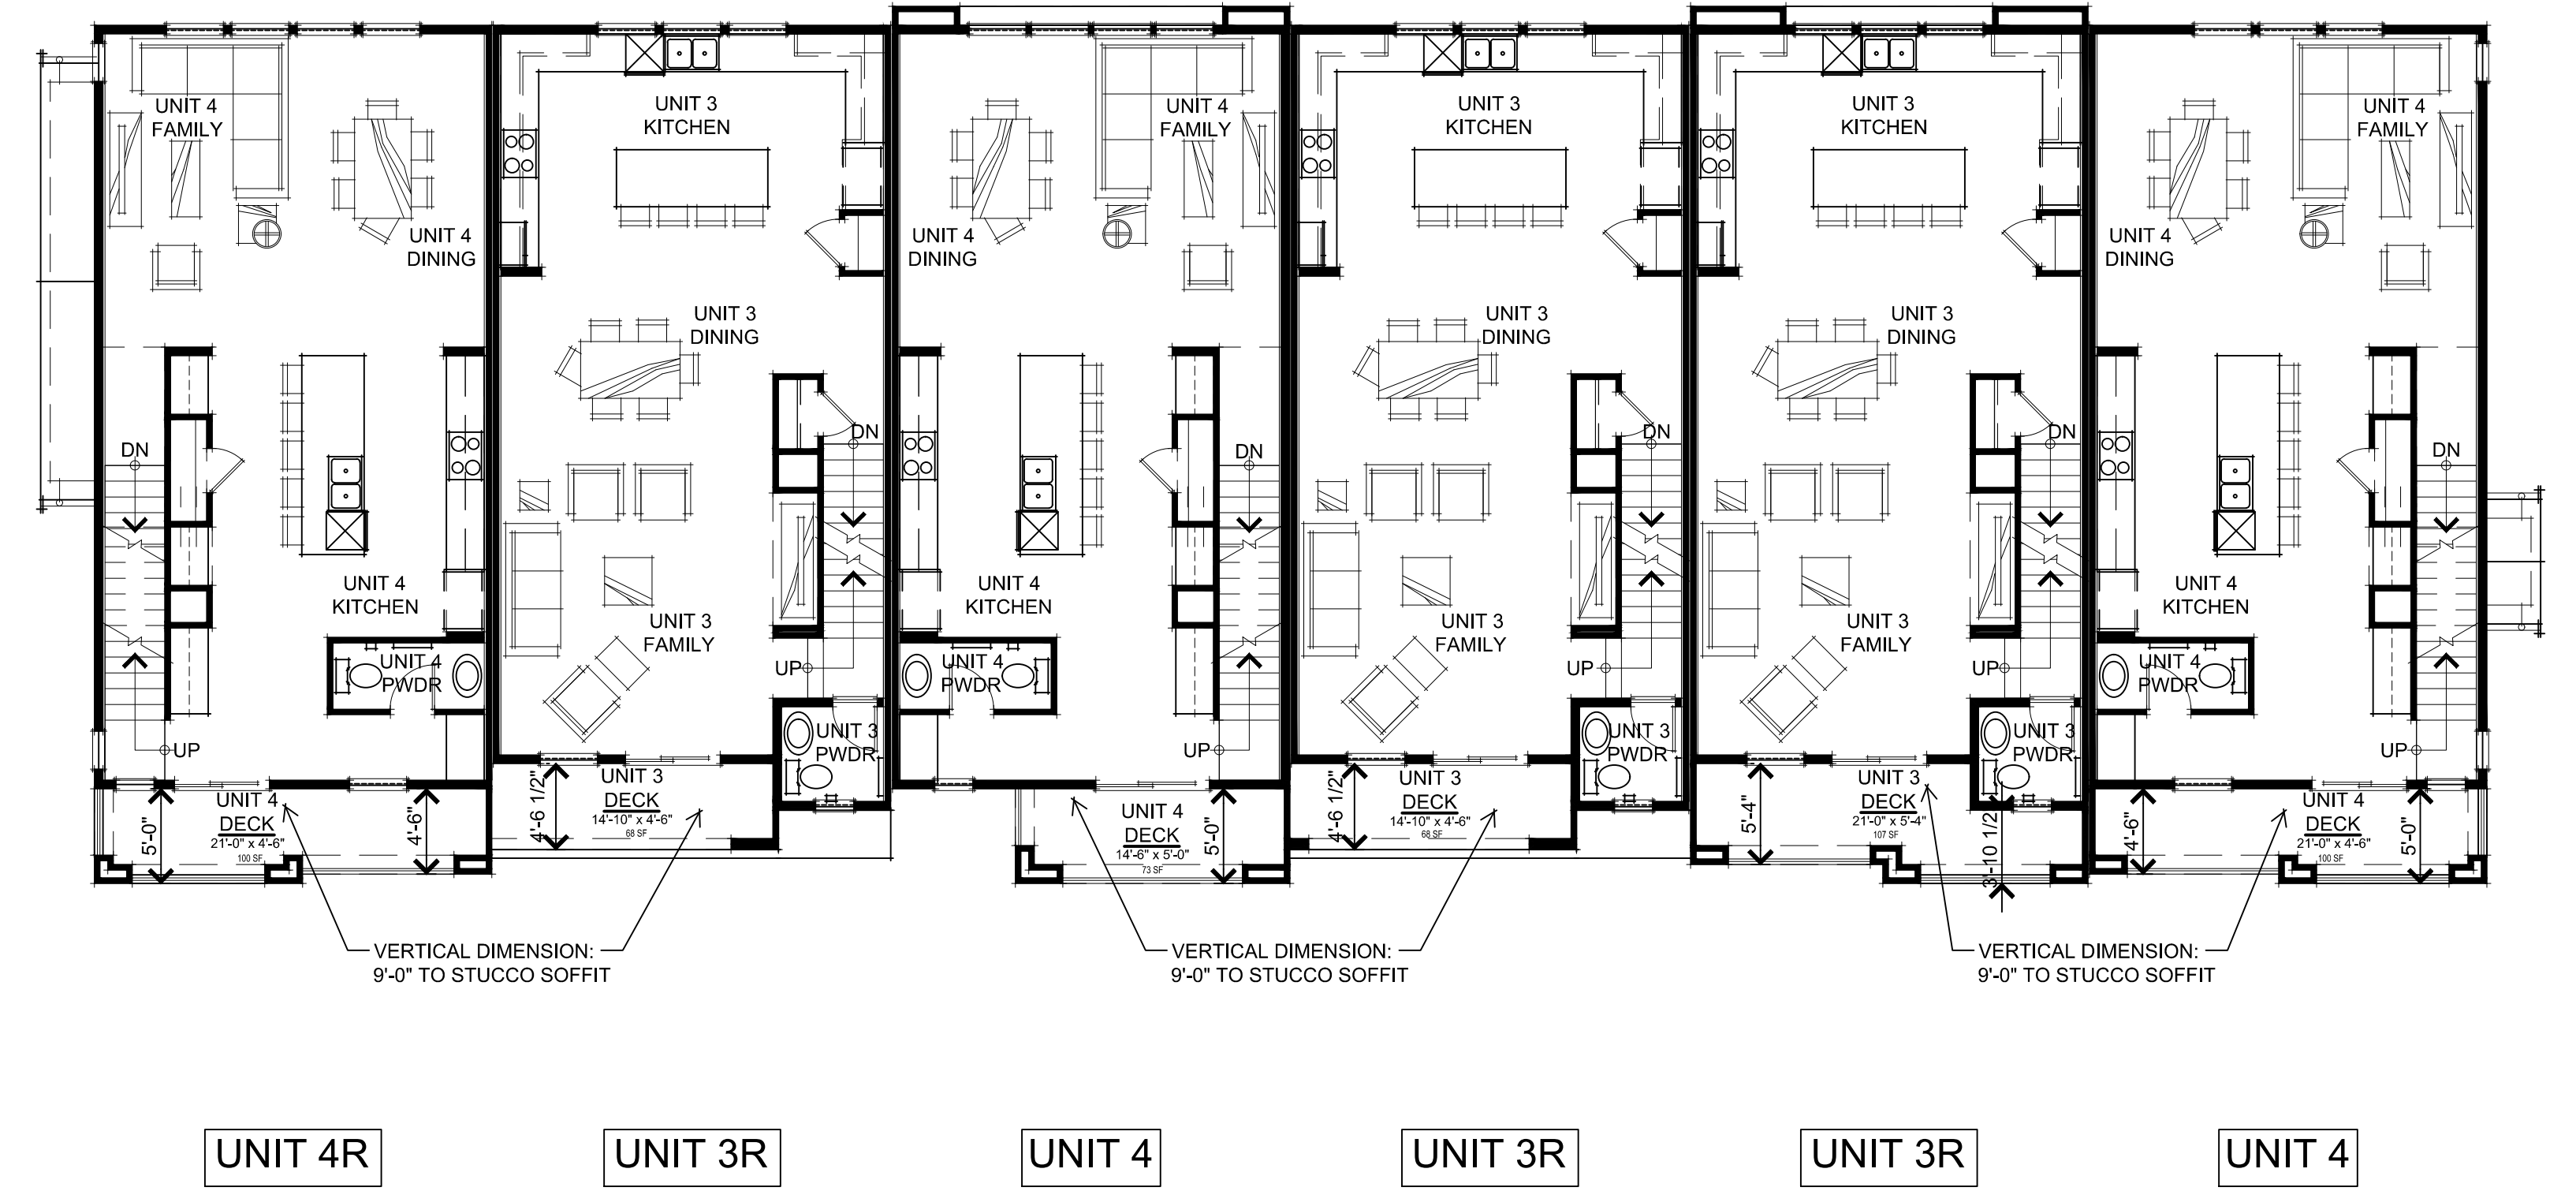 UNIT 4
FAMILY
UNIT 4
DINING
DN
UNIT 4
KITCHEN
UNIT 4
PWDR
UP
UNIT 4
DECK
21'-0" x 4'-6"
100 SF
5'-0"
4'-6"
UNIT 3
KITCHEN
UNIT 3
DINING
DN
UNIT 3
FAMILY
UP
UNIT 3
PWDR
UNIT 3
DECK
14'-10" x 4'-6"
68 SF
4'-6 1/2"
UNIT 4
FAMILY
UNIT 4
DINING
DN
UNIT 4
KITCHEN
UNIT 4
PWDR
UP
UNIT 4
DECK
14'-6" x 5'-0"
73 SF
5'-0"
UNIT 3
KITCHEN
UNIT 3
DINING
DN
UNIT 3
FAMILY
UP
UNIT 3
PWDR
UNIT 3
DECK
14'-10" x 4'-6"
68 SF
4'-6 1/2"
UNIT 3
KITCHEN
UNIT 3
DINING
DN
UNIT 3
FAMILY
UP
UNIT 3
PWDR
UNIT 3
DECK
21'-0" x 5'-4"
107 SF
5'-4"
3'-10 1/2"
UNIT 4
FAMILY
UNIT 4
DINING
DN
UNIT 4
KITCHEN
UNIT 4
PWDR
UP
UNIT 4
DECK
21'-0" x 4'-6"
100 SF
4'-6"
5'-0"
VERTICAL DIMENSION:
9'-0" TO STUCCO SOFFIT
VERTICAL DIMENSION:
9'-0" TO STUCCO SOFFIT
VERTICAL DIMENSION:
9'-0" TO STUCCO SOFFIT
UNIT 4R
UNIT 3R
UNIT 4
UNIT 3R
UNIT 3R
UNIT 4